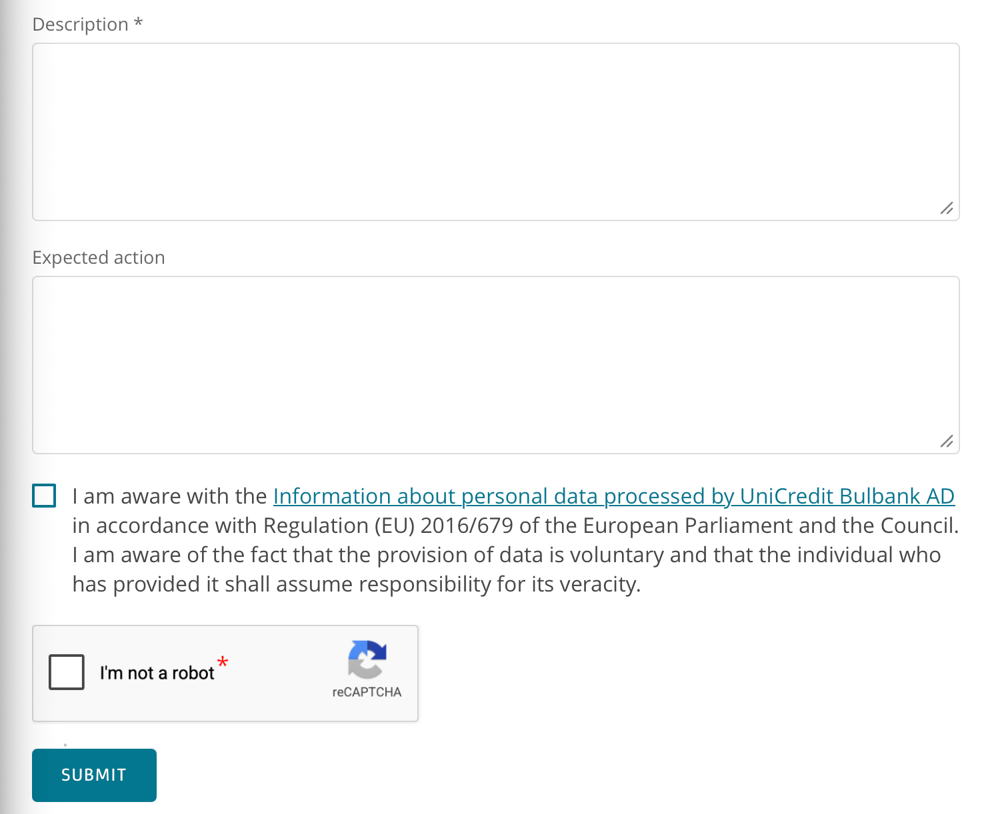 Description *
Expected action
I am aware with the Information about personal data processed by UniCredit Bulbank AD
in accordance with Regulation (EU) 2016/679 of the European Parliament and the Council.
I am aware of the fact that the provision of data is voluntary and that the individual who
has provided it shall assume responsibility for its veracity.
I'm not a robot *
reCAPTCHA
SUBMIT